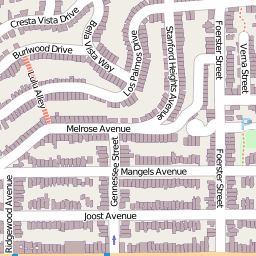 Cresta Vista Drive
Bella Vista Way
Burlwood Drive
Los Palmos Drive
Stanford Heights Avenue
Foerster Street
Verna Street
Lulu Alley
Melrose Avenue
Gennessee Street
Mangels Avenue
Foerster Street
Ridgewood Avenue
Joost Avenue